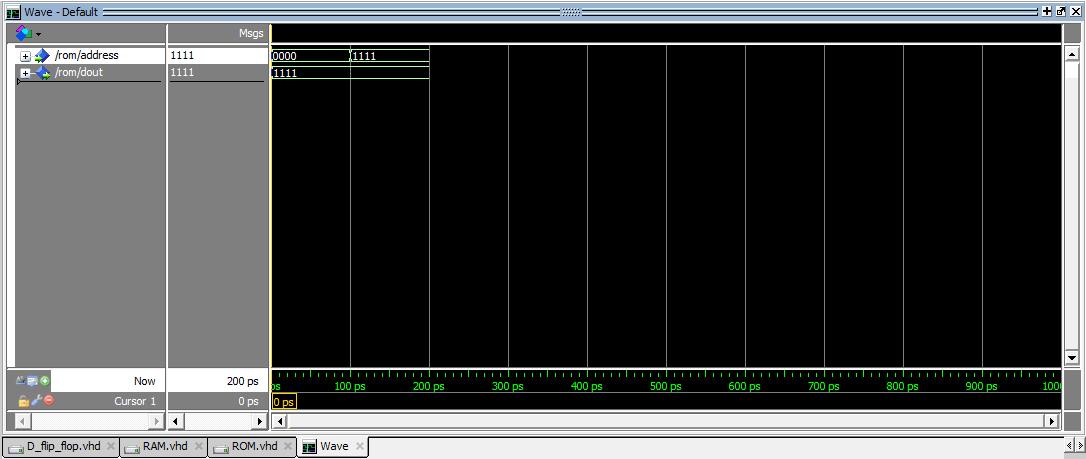 Wave - Default
Msgs
/rom/address 1111 0000 1111
/rom/dout 1111 1111
Now 200 ps ps 100 ps 200 ps 300 ps 400 ps 500 ps 600 ps 700 ps 800 ps 900 ps 1000
Cursor 1 0 ps 0 ps
D_flip_flop.vhd RAM.vhd ROM.vhd Wave